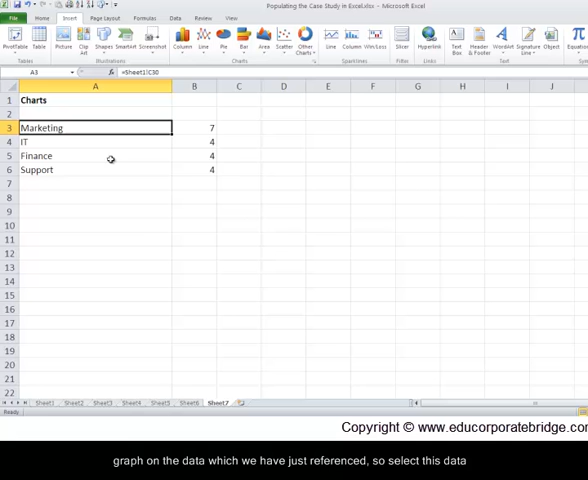 Populating the Case Study in Excel.xlsx - Microsoft Excel
File Home Insert Page Layout Formulas Data Review View
PivotTable Table Picture Clip Art Shapes SmartArt Screenshot Column Line Pie Bar Area Scatter Other Charts Line Column Win/Loss Slicer Hyperlink Text Box Header & Footer WordArt Signature Line Object Equation
Tables Illustrations Charts Sparklines Filter Links Text
A3 fx =Sheet1!C30
A B C D E F G H I J
1 Charts
2
3 Marketing 7
4 IT 4
5 Finance 4
6 Support 4
7
8
9
10
11
12
13
14
15
16
17
18
19
20
21
22
Sheet1 Sheet2 Sheet3 Sheet4 Sheet5 Sheet6 Sheet7
Ready
Copyright © www.educorporatebridge.com
graph on the data which we have just referenced, so select this data